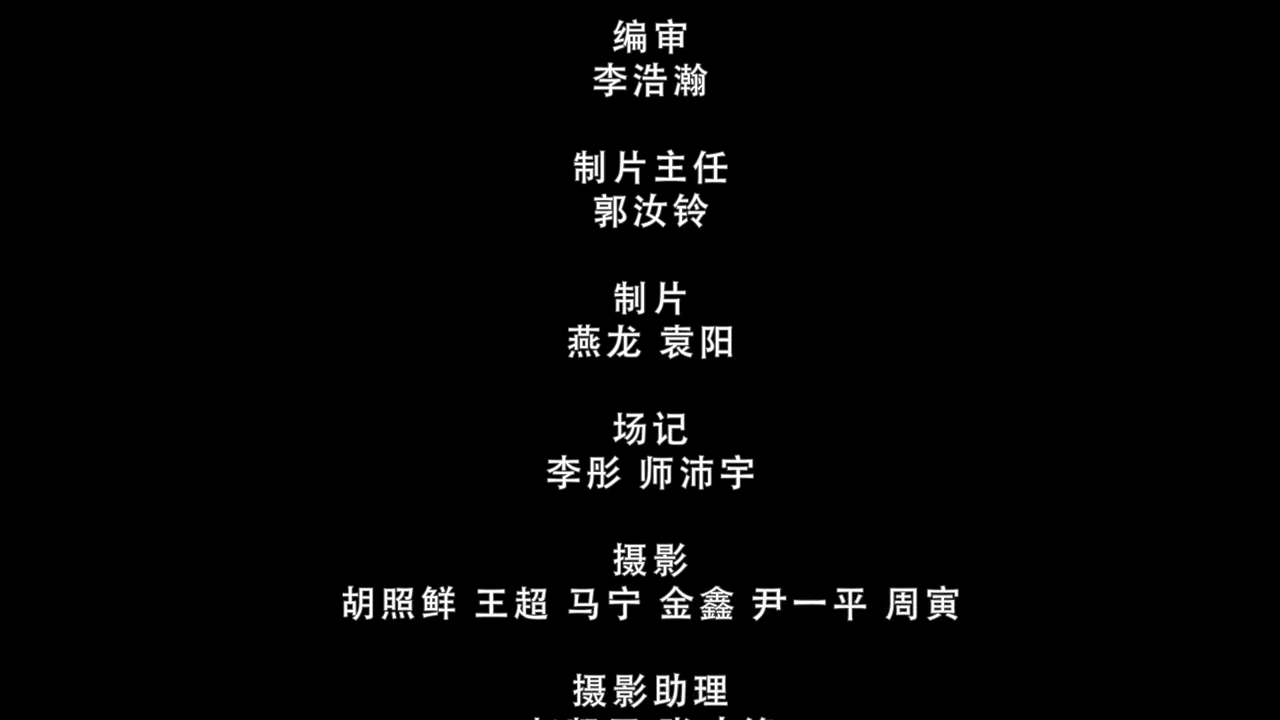 编审
李浩瀚
制片主任
郭汝铃
制片
燕龙 袁阳
场记
李彤 师沛宇
摄影
胡照鲜 王超 马宁 金鑫 尹一平 周寅
摄影助理